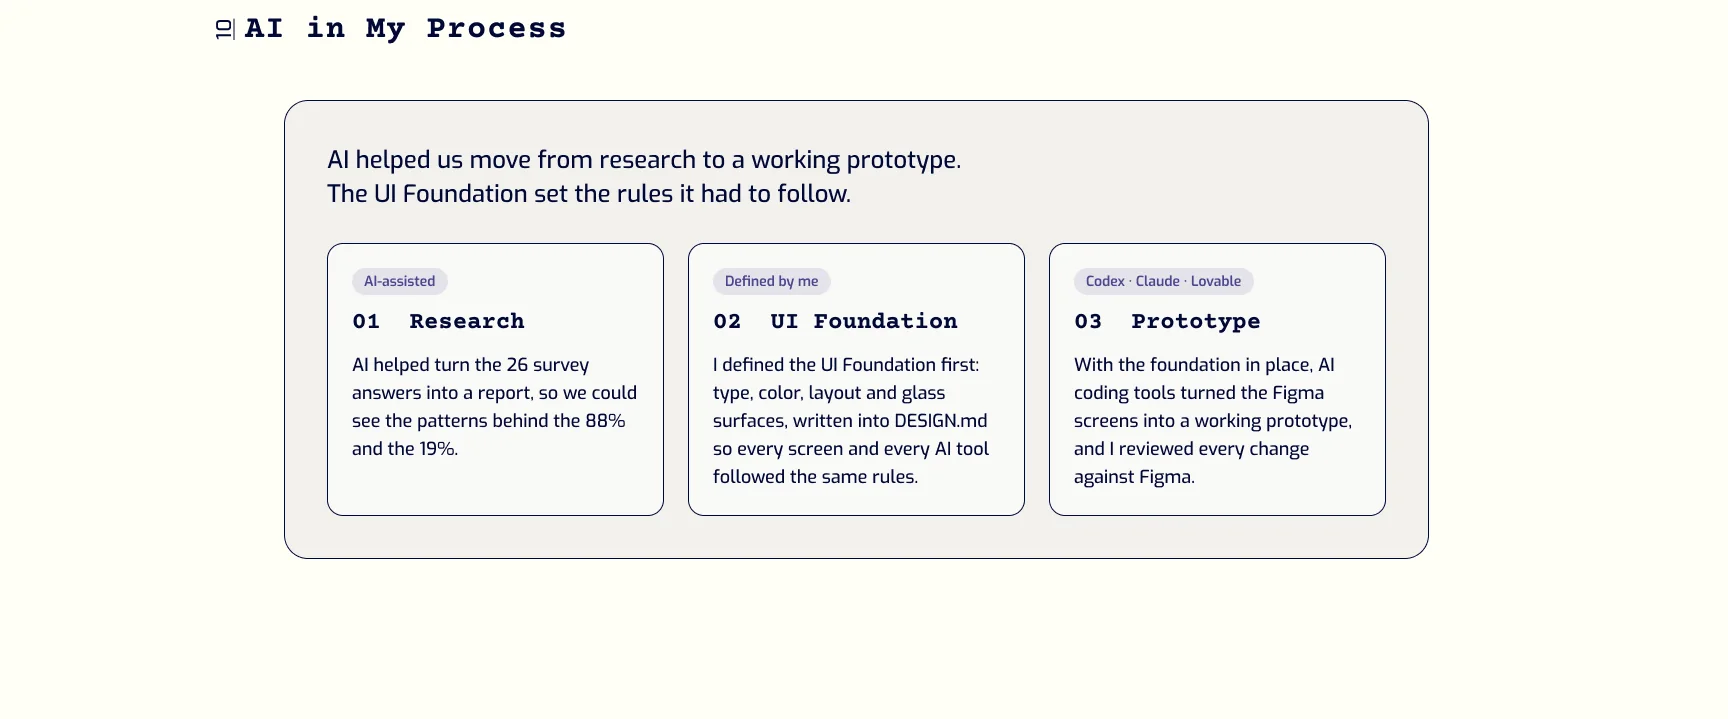 10 AI in My Process
AI helped us move from research to a working prototype.
The UI Foundation set the rules it had to follow.
AI-assisted
01 Research
AI helped turn the 26 survey
answers into a report, so we could
see the patterns behind the 88%
and the 19%.
Defined by me
02 UI Foundation
I defined the UI Foundation first:
type, color, layout and glass
surfaces, written into DESIGN.md
so every screen and every AI tool
followed the same rules.
Codex · Claude · Lovable
03 Prototype
With the foundation in place, AI
coding tools turned the Figma
screens into a working prototype,
and I reviewed every change
against Figma.